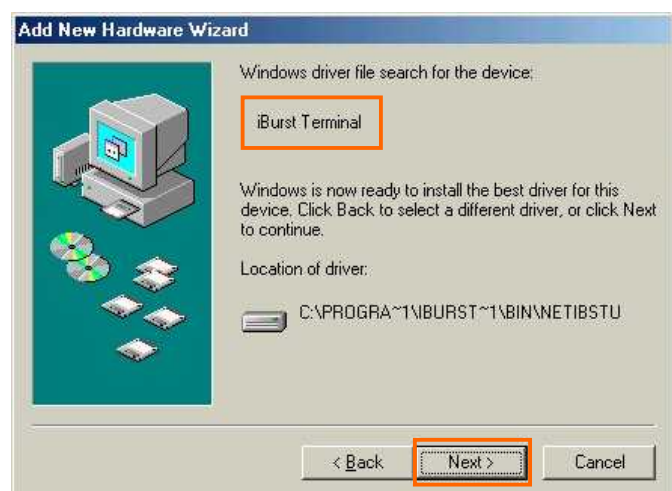 Add New Hardware Wizard
Windows driver file search for the device:
iBurst Terminal
Windows is now ready to install the best driver for this
device. Click Back to select a different driver, or click Next
to continue.
Location of driver:
C:\PROGRA~1\IBURST~1\BIN\NETIBSTU
< Back
Next >
Cancel